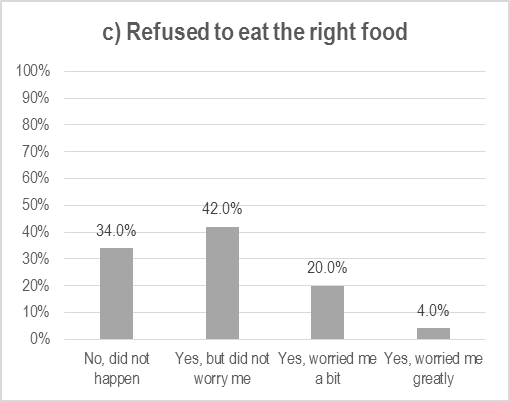 c) Refused to eat the right food
100%
90%
80%
70%
60%
50%
40%
30%
20%
10%
0%
34.0%
42.0%
20.0%
4.0%
No, did not
happen
Yes, but did not
worry me
Yes, worried me
a bit
Yes, worried me
greatly